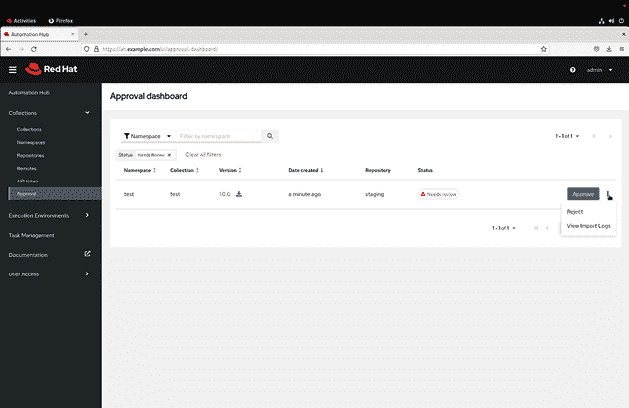 Activities Firefox
Automation Hub
https://ah.example.com/ui/approval-dashboard/
Red Hat
admin
Automation Hub
Approval dashboard
Collections
Collections
Namespaces
Repositories
Remotes
API token
Approval
Execution Environments
Task Management
Documentation
User Access
Namespace Filter by namespace
1 - 1 of 1
Status Needs Review Clear all filters
Namespace Collection Version Date created Repository Status
test test 1.0.0 a minute ago staging Needs review Approve
Reject
View Import Logs
1 - 1 of 1